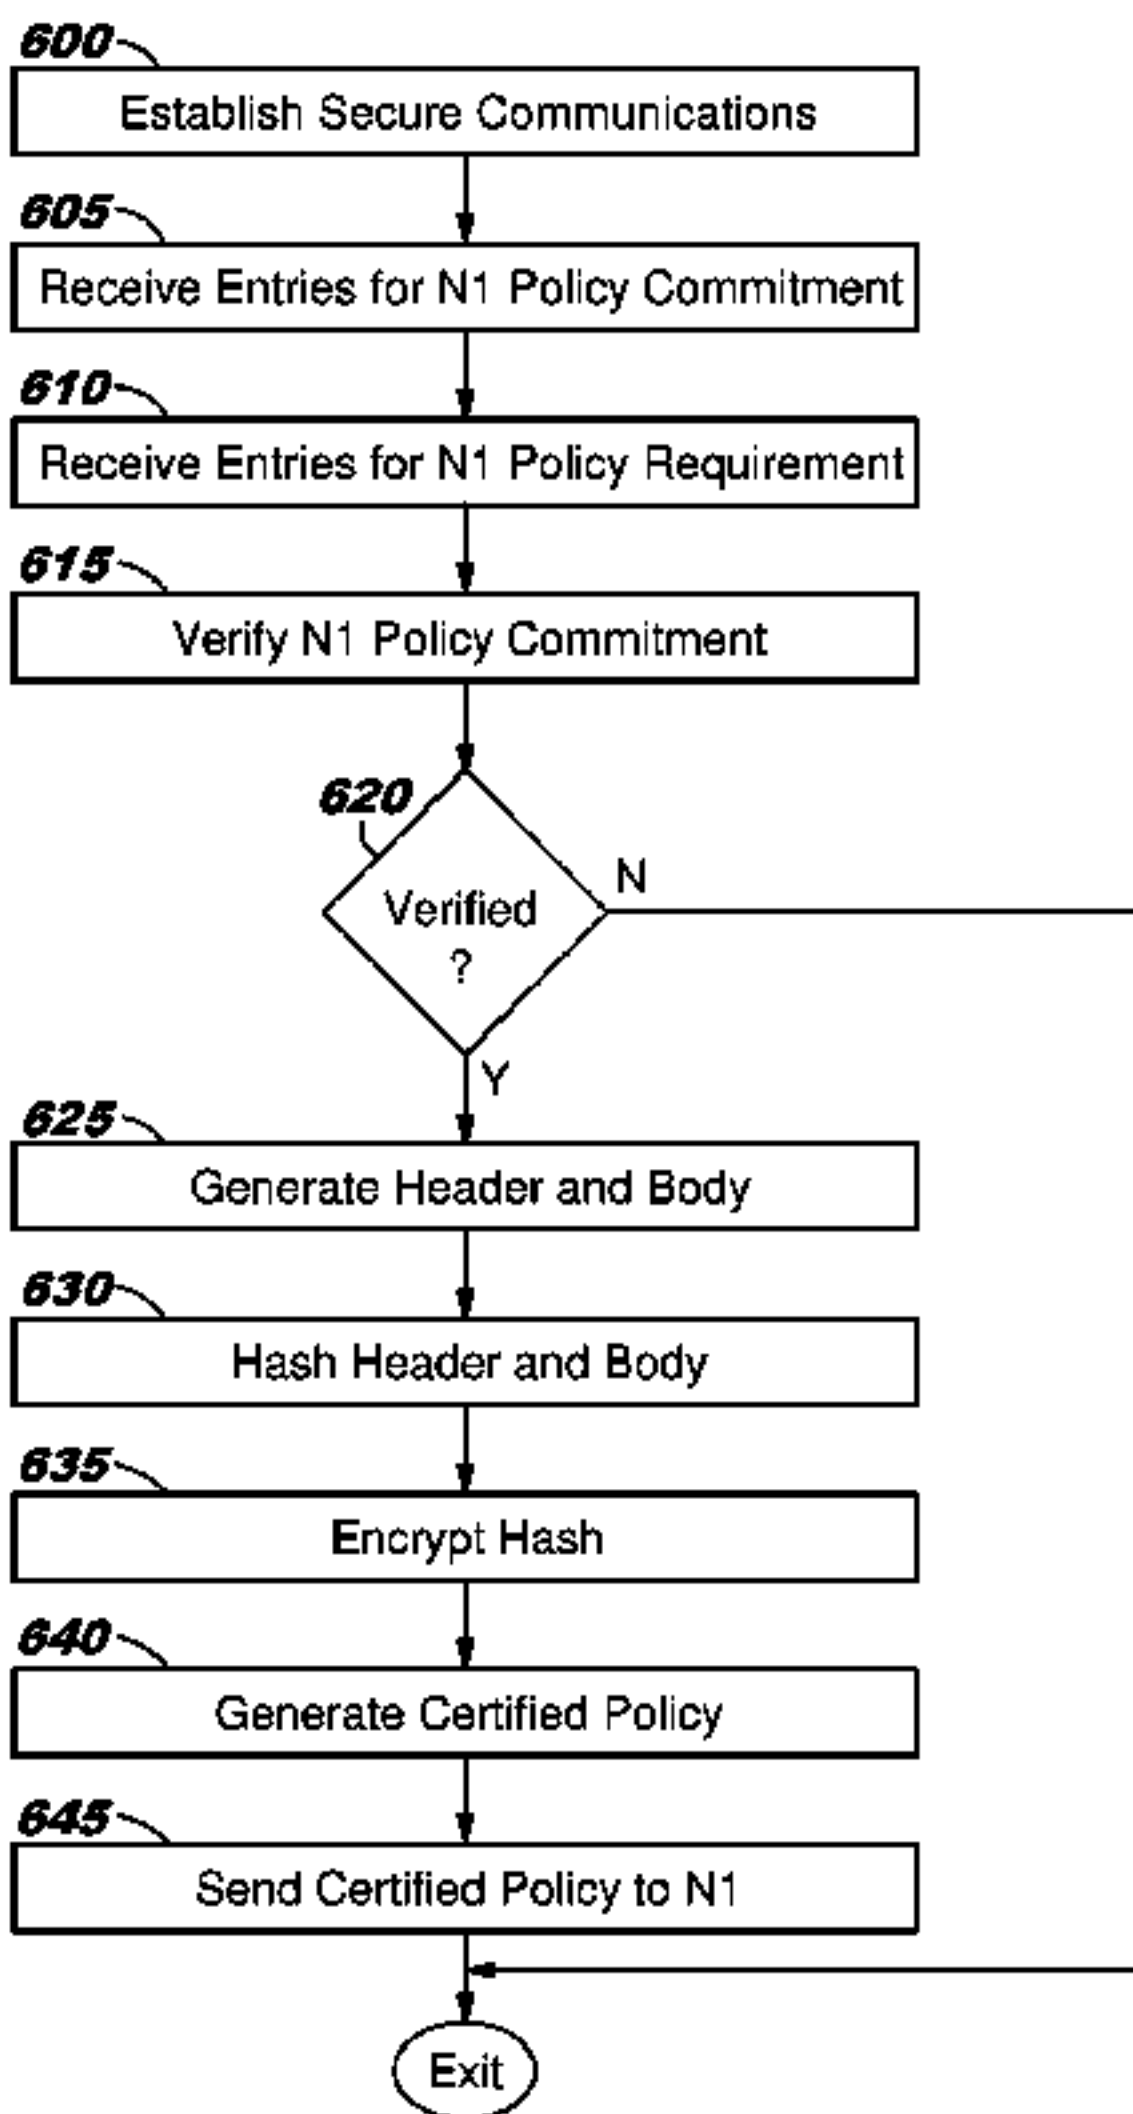 600
Establish Secure Communications
605
Receive Entries for N1 Policy Commitment
610
Receive Entries for N1 Policy Requirement
615
Verify N1 Policy Commitment
620
Verified
?
N
Y
625
Generate Header and Body
630
Hash Header and Body
635
Encrypt Hash
640
Generate Certified Policy
645
Send Certified Policy to N1
Exit